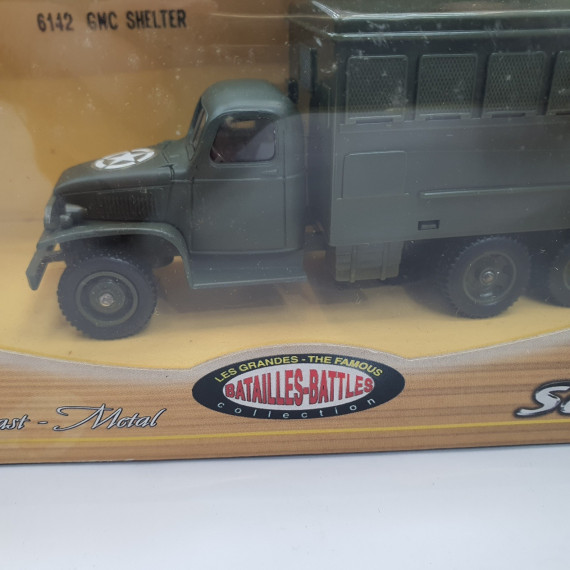 6142 GMC SHELTER
LES GRANDES - THE FAMOUS
BATAILLES-BATTLES
collection
ast - Metal